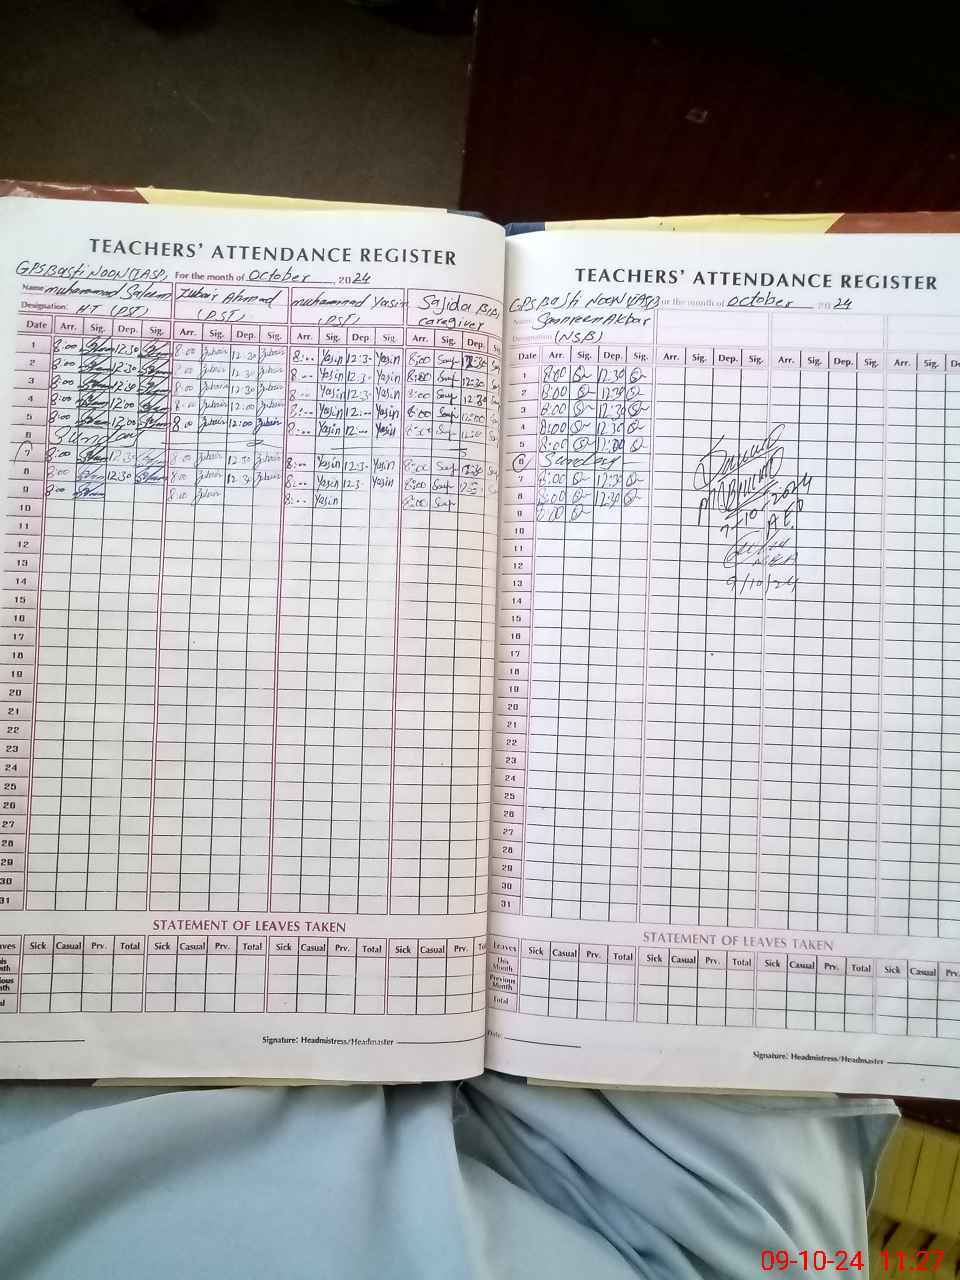 TEACHERS' ATTENDANCE REGISTER
GPS Basti NOON (TASP) For the month of October 2024
Name muhammad Saleem Zubair Ahmad muhammad Yasin Sajida BiBi
Designation: HT (PST) (PST) (PST) caregiver
Date Arr. Sig. Dep. Sig. Arr. Sig. Dep. Sig. Arr. Sig. Dep. Sig. Arr. Sig. Dep. Sig.
1 8:00 12:30 8:00 Zubair 12:30 Zubair 8:-- Yasin 12:3- Yasin 8:00 12:30
2 8:00 12:30 8:00 Zubair 12:30 Zubair 8:-- Yasin 12:3- Yasin 8:00 12:30
3 8:00 12:30 8:00 Zubair 12:30 Zubair 8:-- Yasin 12:3- Yasin 8:00 12:30
4 8:00 12:00 8:-- Zubair 12:00 Zubair 8:-- Yasin 12:-- Yasin 8:00 12:00
5 8:00 12:00 8:00 Zubair 12:00 Zubair 8:-- Yasin 12:-- Yasin 8:00
6 Sunday
7 8:00 12:30 8:00 Zubair 12:30 Zubair 8:-- Yasin 12:3- Yasin 8:00
8 8:00 12:30 8:00 Zubair 12:30 Zubair 8:-- Yasin 12:3- Yasin 8:00
9 8:00 8:00 Zubair 8:-- Yasin 8:00
10
11
12
13
14
15
16
17
18
19
20
21
22
23
24
25
26
27
28
29
30
31
STATEMENT OF LEAVES TAKEN
aves Sick Casual Prv. Total Sick Casual Prv. Total Sick Casual Prv. Total Sick Casual Prv.
Signature: Headmistress/Headmaster
TEACHERS' ATTENDANCE REGISTER
GPS Basti NOON (TASP) For the month of October 2024
Name Akbar
Designation: (NSB)
Date Arr. Sig. Dep. Sig. Arr. Sig. Dep. Sig. Arr. Sig. Dep. Sig. Arr. Sig. Dep.
1 8:00 12:30
2 8:00 12:30
3 8:00 12:30
4 8:00 12:30
5 8:00 12:00
6 Sunday
7 8:00 12:30
8 8:00 12:30
9 8:00
10
11
12
13
14
15
16
17
18
19
20
21
22
23
24
25
26
27
28
29
30
31
7-10-2024
AEO
9/10/24
STATEMENT OF LEAVES TAKEN
Leaves Sick Casual Prv. Total Sick Casual Prv. Total Sick Casual Prv. Total Sick Casual Prv.
This Month
Previous Month
Total
Date:
Signature: Headmistress/Headmaster
09-10-24 11:27